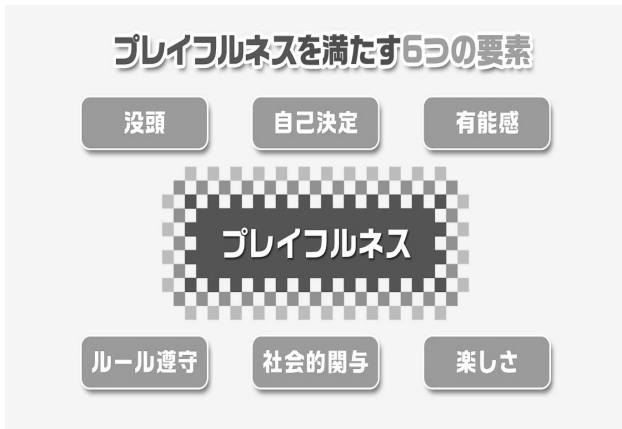 プレイフルネスを満たす6つの要素
没頭
自己決定
有能感
プレイフルネス
ルール遵守
社会的関与
楽しさ